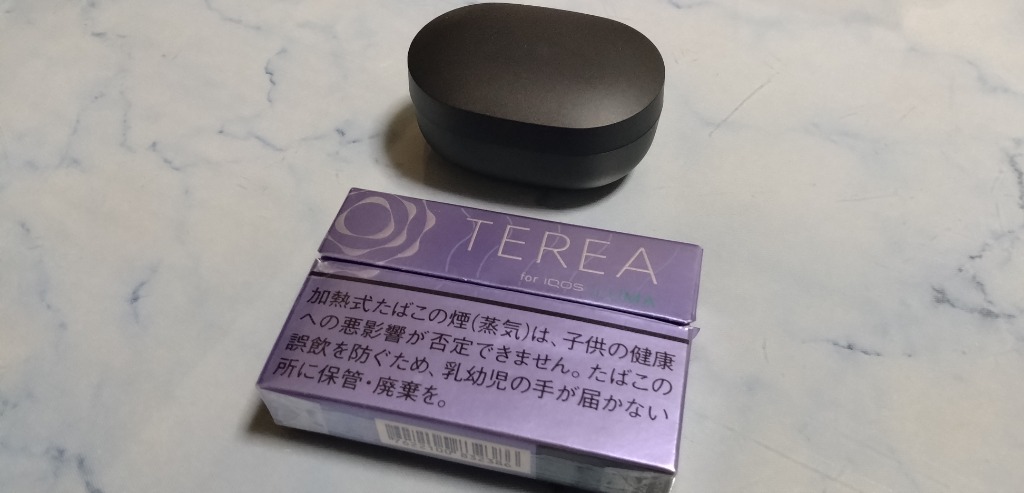 TEREA
for IQOS ILUMA
加熱式たばこの煙(蒸気)は、子供の健康
への悪影響が否定できません。たばこの
誤飲を防ぐため、乳幼児の手が届かない
所に保管・廃棄を。